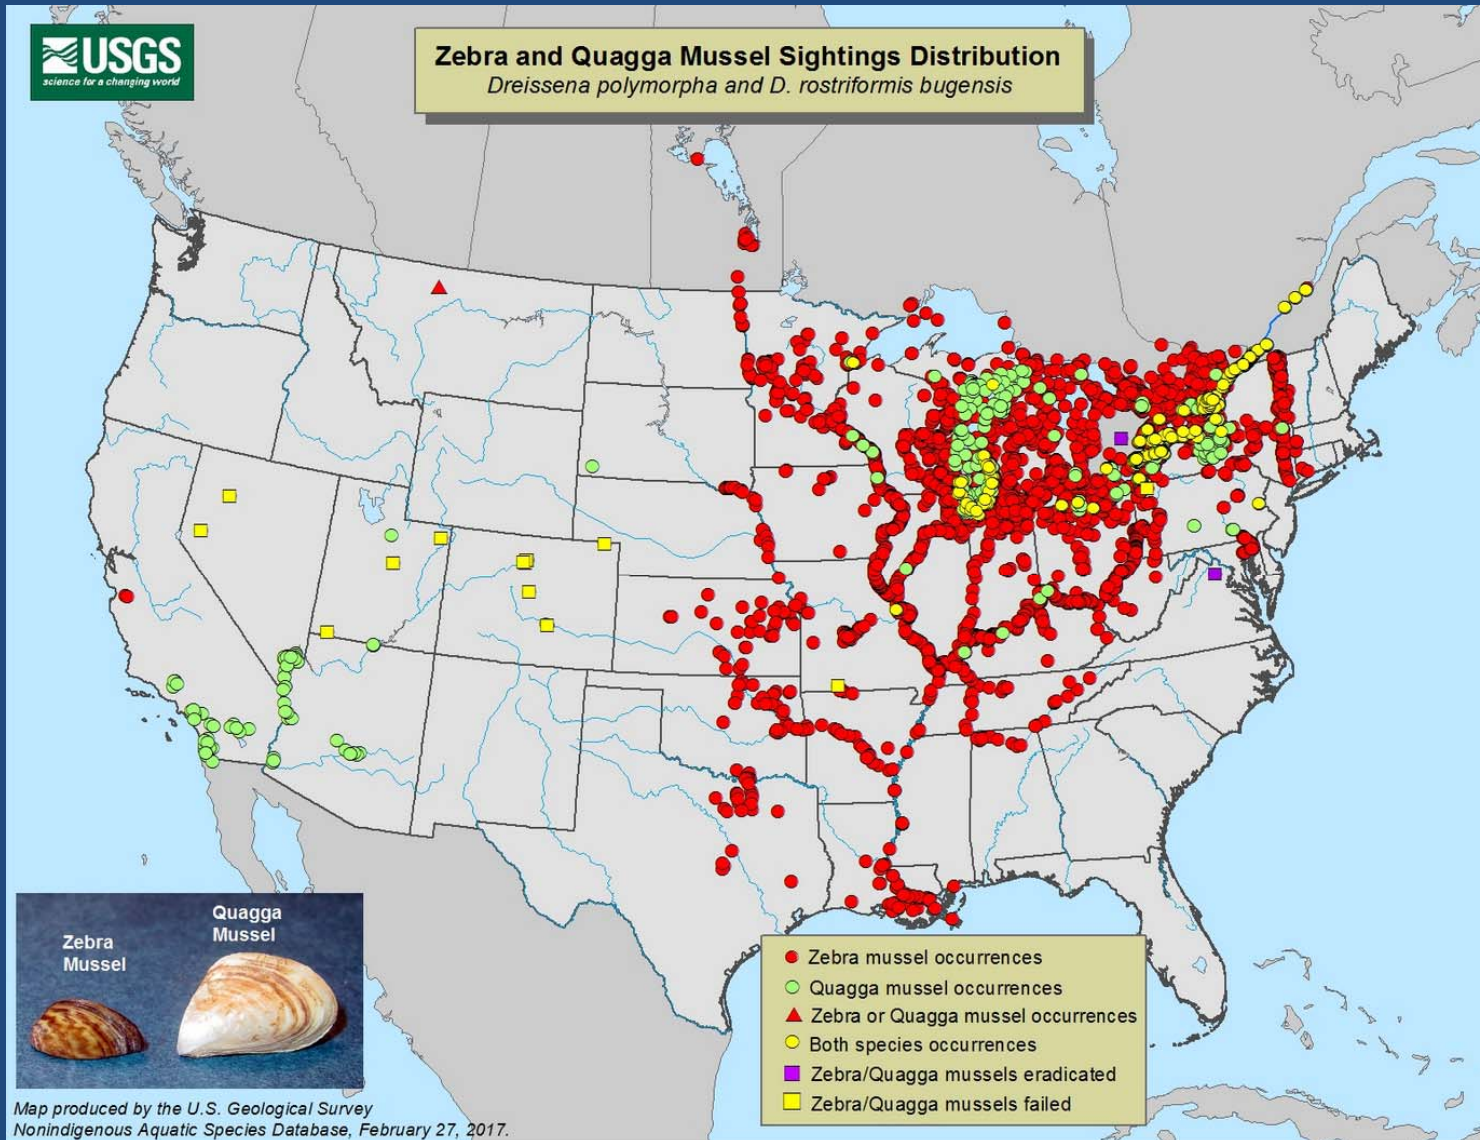 USGS
science for a changing world
Zebra and Quagga Mussel Sightings Distribution
Dreissena polymorpha and D. rostriformis bugensis
Zebra
Mussel
Quagga
Mussel
Zebra mussel occurrences
Quagga mussel occurrences
Zebra or Quagga mussel occurrences
Both species occurrences
Zebra/Quagga mussels eradicated
Zebra/Quagga mussels failed
Map produced by the U.S. Geological Survey
Nonindigenous Aquatic Species Database, February 27, 2017.